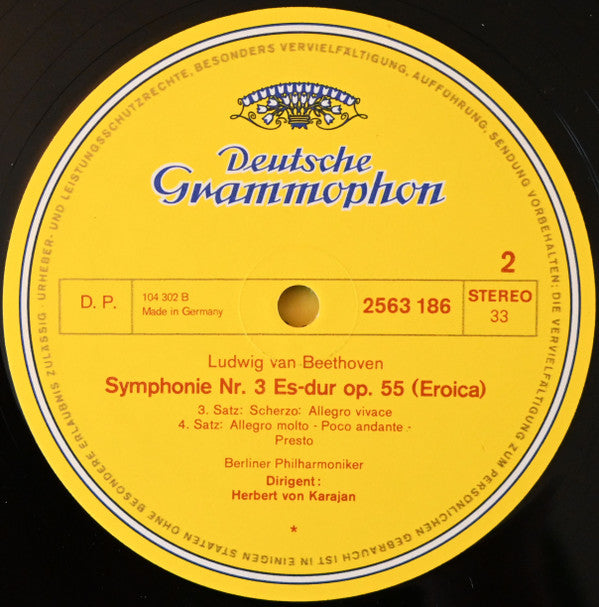 Deutsche
Grammophon
2
D. P.
104 302 B
Made in Germany
2563 186
STEREO
33
Ludwig van Beethoven
Symphonie Nr. 3 Es-dur op. 55 (Eroica)
3. Satz: Scherzo: Allegro vivace
4. Satz: Allegro molto - Poco andante -
Presto
Berliner Philharmoniker
Dirigent:
Herbert von Karajan
*
URHEBER- UND LEISTUNGSSCHUTZRECHTE, BESONDERS VERVIELFÄLTIGUNG, AUFFÜHRUNG, SENDUNG VORBEHALTEN; DIE VERVIELFÄLTIGUNG ZUM PERSÖNLICHEN GEBRAUCH IST IN EINIGEN STAATEN OHNE BESONDERE ERLAUBNIS ZULÄSSIG